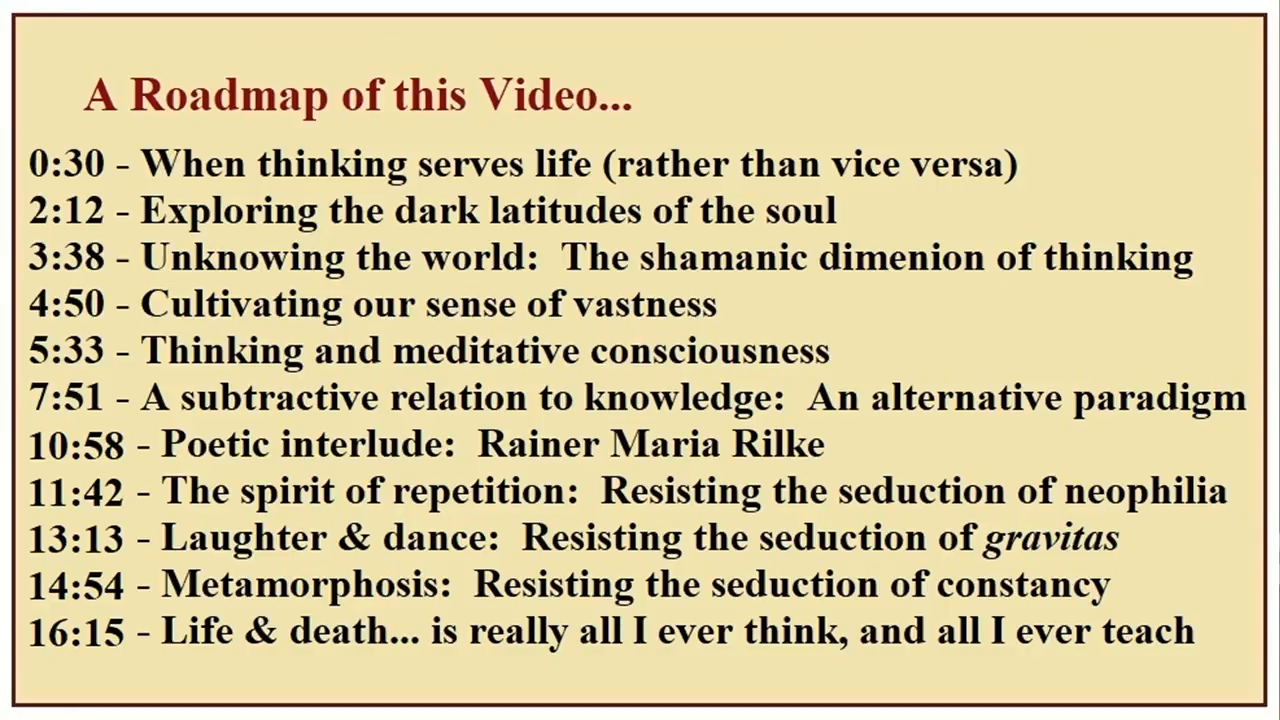 A Roadmap of this Video...
0:30 - When thinking serves life (rather than vice versa)
2:12 - Exploring the dark latitudes of the soul
3:38 - Unknowing the world:  The shamanic dimenion of thinking
4:50 - Cultivating our sense of vastness
5:33 - Thinking and meditative consciousness
7:51 - A subtractive relation to knowledge:  An alternative paradigm
10:58 - Poetic interlude:  Rainer Maria Rilke
11:42 - The spirit of repetition:  Resisting the seduction of neophilia
13:13 - Laughter & dance:  Resisting the seduction of gravitas
14:54 - Metamorphosis:  Resisting the seduction of constancy
16:15 - Life & death... is really all I ever think, and all I ever teach